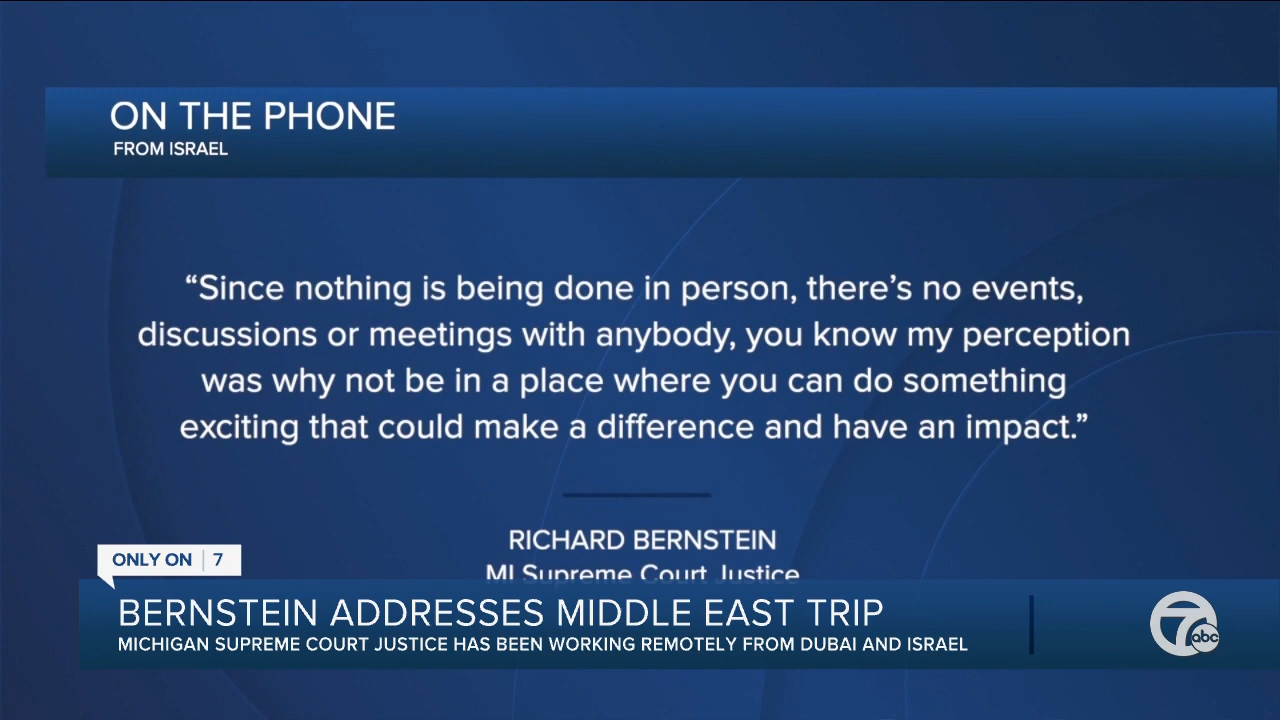 ON THE PHONE
FROM ISRAEL
“Since nothing is being done in person, there’s no events,
discussions or meetings with anybody, you know my perception
was why not be in a place where you can do something
exciting that could make a difference and have an impact.”
RICHARD BERNSTEIN
MI Supreme Court Justice
ONLY ON | 7
BERNSTEIN ADDRESSES MIDDLE EAST TRIP
MICHIGAN SUPREME COURT JUSTICE HAS BEEN WORKING REMOTELY FROM DUBAI AND ISRAEL
7 abc